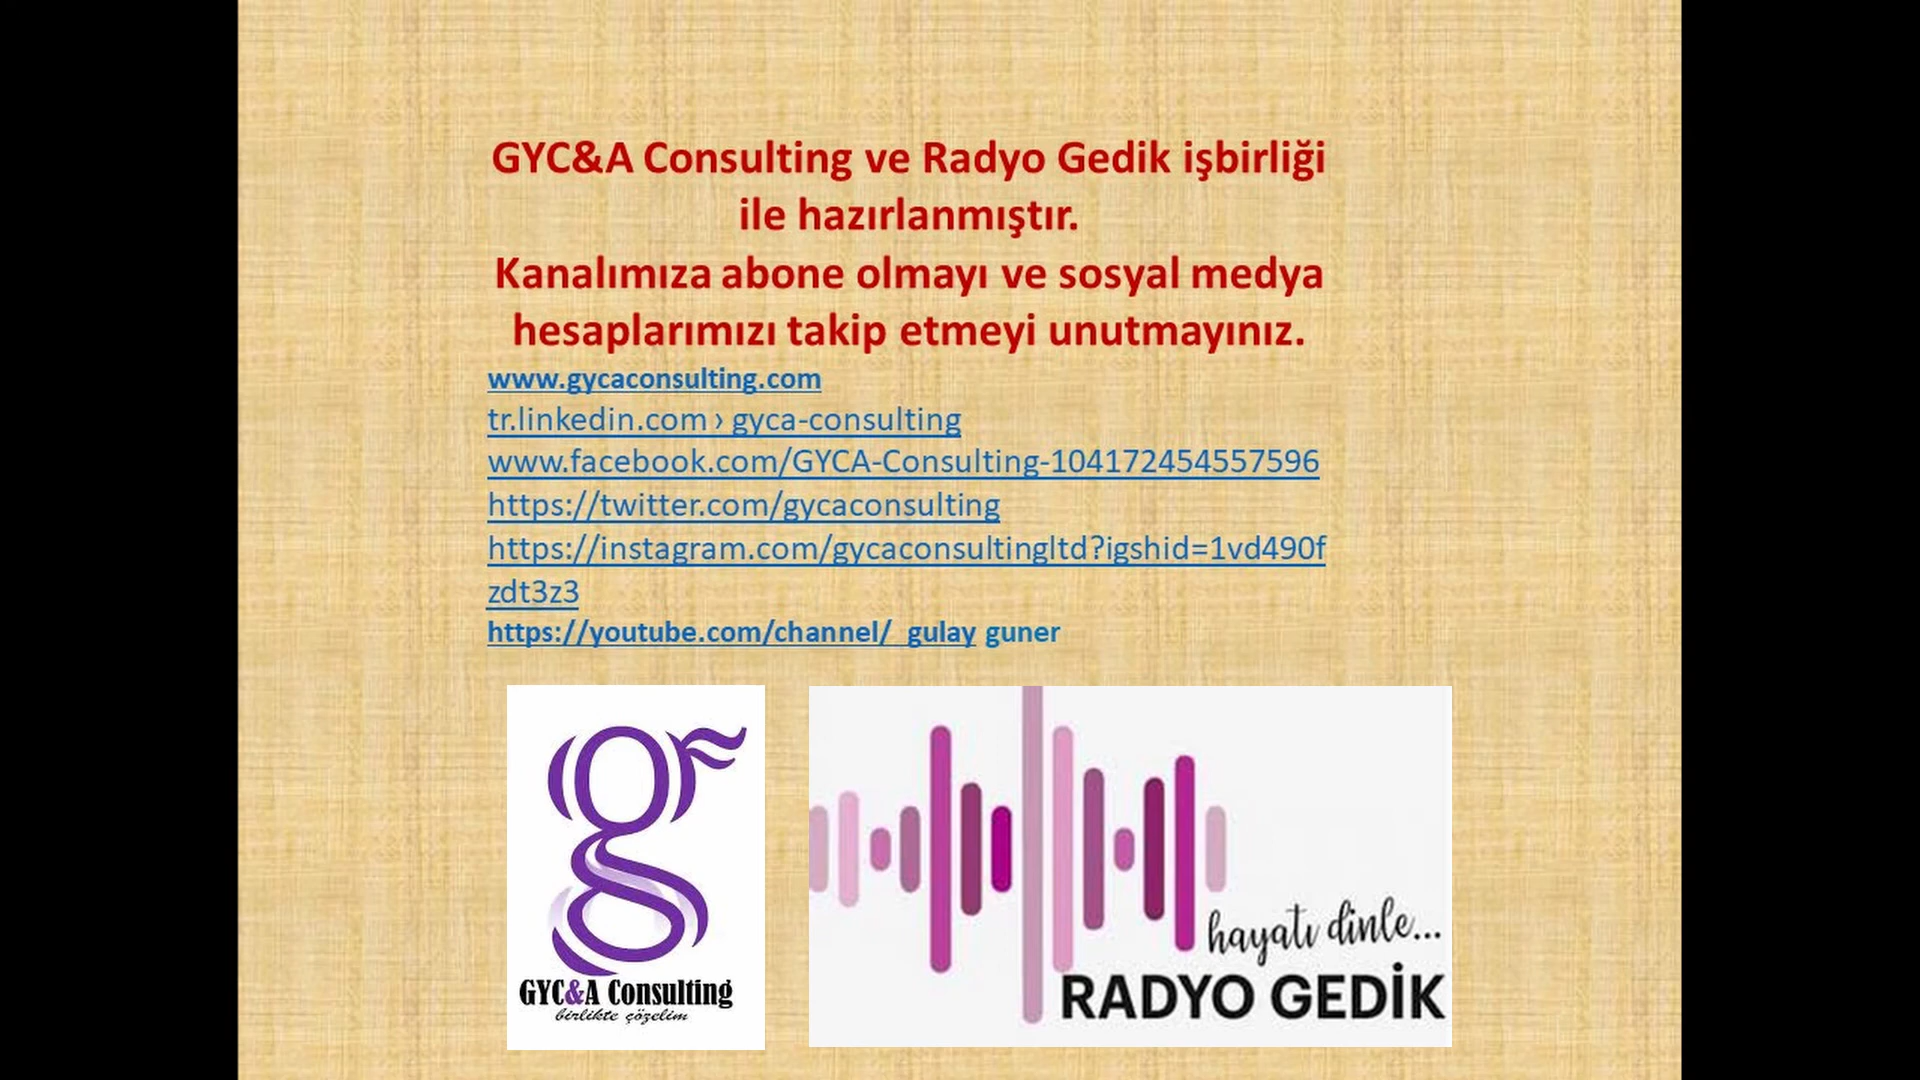 GYC&A Consulting ve Radyo Gedik işbirliği
ile hazırlanmıştır.
Kanalımıza abone olmayı ve sosyal medya
hesaplarımızı takip etmeyi unutmayınız.
www.gycaconsulting.com
tr.linkedin.com › gyca-consulting
www.facebook.com/GYCA-Consulting-104172454557596
https://twitter.com/gycaconsulting
https://instagram.com/gycaconsultingltd?igshid=1vd490f
zdt3z3
https://youtube.com/channel/_gulay guner
GYC&A Consulting
birlikte çözelim
hayatı dinle...
RADYO GEDİK